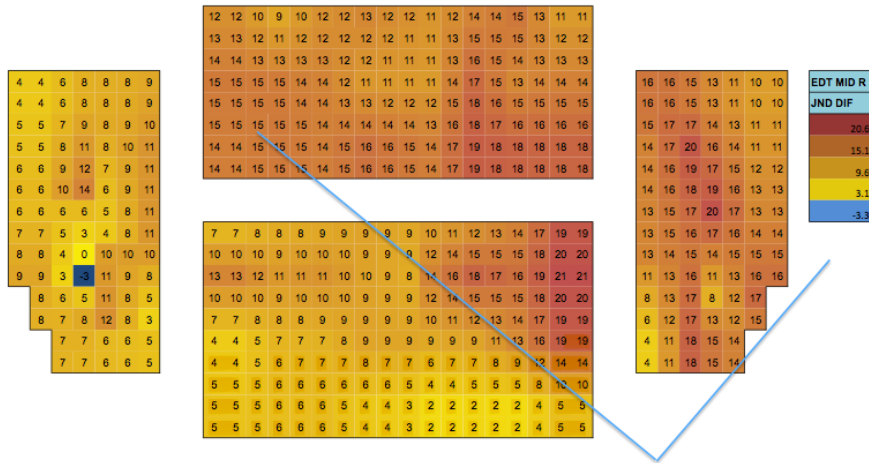 12 12 10 9 10 12 12 13 12 12 11 12 14 14 15 13 11 11
13 13 12 11 12 12 12 12 12 12 11 13 15 15 15 13 12 12
14 14 13 13 13 13 12 12 11 11 11 13 16 15 14 13 13 13
15 15 15 15 14 14 12 11 11 11 11 14 17 15 13 14 14 14
15 15 15 15 14 14 13 13 12 12 12 15 18 16 15 15 15 15
15 15 15 15 15 14 14 14 14 14 13 16 18 17 16 16 16 16
14 14 15 15 15 14 14 15 15 15 14 17 19 18 18 18 18 18
14 14 15 15 15 14 15 16 16 15 14 17 19 18 18 18 18 18
4 4 6 8 8 8 9
4 4 6 8 8 8 9
5 5 7 9 8 9 10
5 5 8 11 8 10 11
6 6 9 12 7 9 11
6 6 10 14 6 9 11
6 6 6 6 5 8 11
7 7 5 3 4 8 11
8 8 4 0 10 10 10
9 9 3 -3 11 9 8
8 6 5 11 8 5
8 7 8 12 8 3
7 7 6 6 5
7 7 6 6 5
7 7 8 8 9 9 9 9 9 9 10 12 13 14 15 17 19 19
10 10 10 9 10 10 10 9 9 9 12 14 15 15 15 18 20 20
13 13 12 11 11 11 10 10 9 8 14 16 18 17 16 19 21 21
10 10 10 9 10 10 10 9 9 9 12 14 15 15 15 18 20 20
7 7 8 8 8 9 9 9 9 9 10 11 12 13 14 17 19 19
4 4 5 7 7 7 8 9 9 9 9 9 9 11 13 16 19 19
4 4 5 6 7 7 7 8 7 7 6 7 7 8 9 12 14 14
5 5 5 6 6 6 6 6 6 5 4 4 5 5 5 8 10 10
5 5 5 6 6 6 5 4 4 3 2 2 2 2 2 4 5 5
5 5 5 6 6 6 5 4 4 3 2 2 2 2 2 4 5 5
16 16 15 13 11 10 10
16 16 15 13 11 10 10
15 17 17 14 13 11 11
14 17 20 16 14 11 11
14 16 19 17 15 12 12
14 16 18 19 16 13 13
13 15 17 20 17 13 13
13 15 16 17 16 14 14
13 14 15 14 15 15 15
11 13 16 11 13 16 16
8 13 17 8 12 17
6 12 17 13 12 15
4 11 18 15 14
4 11 18 15 14
EDT MID R
JND DIF
20.6
15.1
9.6
3.1
-3.3